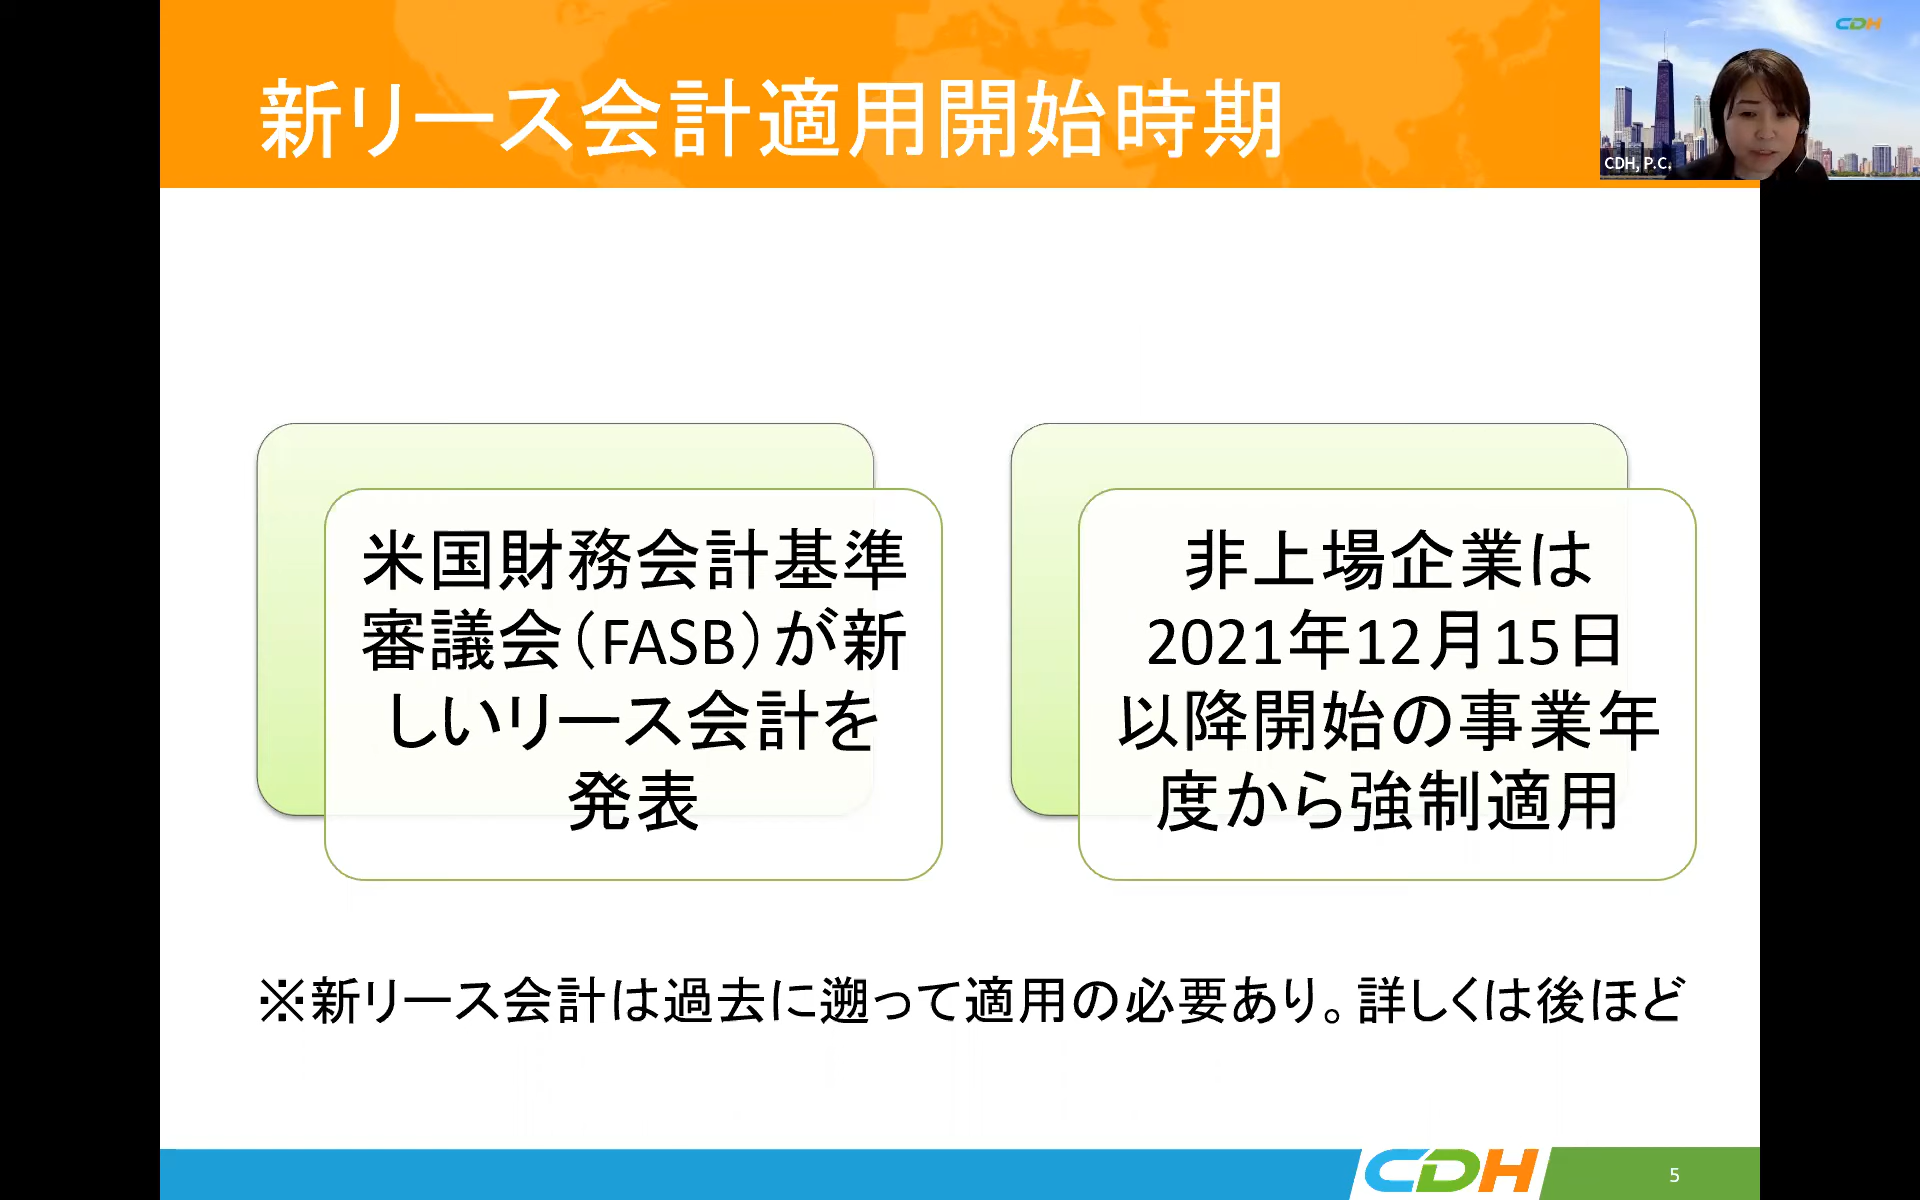 新リース会計適用開始時期
CDH
CDH, P.C.
米国財務会計基準
審議会（FASB）が新
しいリース会計を
発表
非上場企業は
2021年12月15日
以降開始の事業年
度から強制適用
※新リース会計は過去に遡って適用の必要あり。詳しくは後ほど
CDH
5